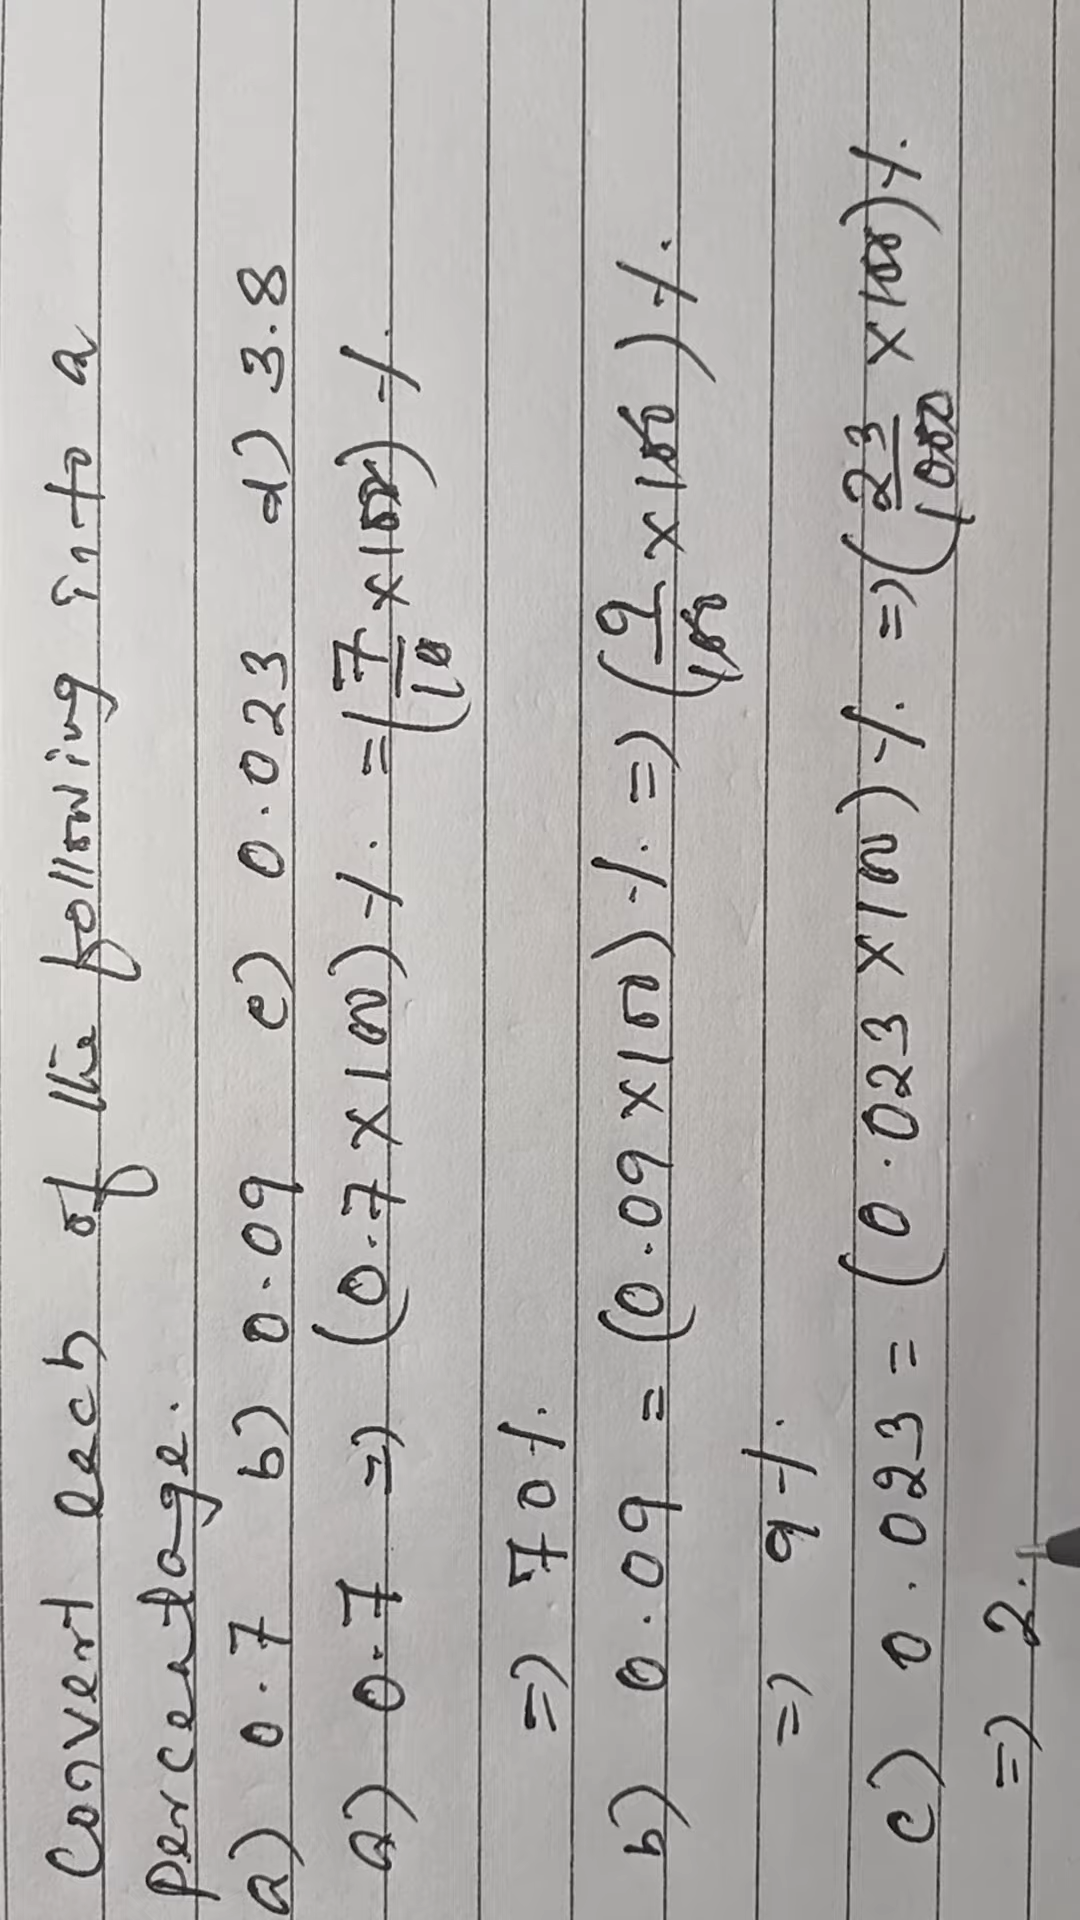 Convert each of the following into a
percentage.
a) 0.7 b) 0.09 c) 0.023 d) 3.8
a) 0.7 => (0.7×100)% = (7/10 ×100)%
=> 70%
b) 0.09 = (0.09×100)% => (9/100 ×100)%
=> 9%
c) 0.023 = (0.023×100)% => (23/1000 ×100)%
=> 2.